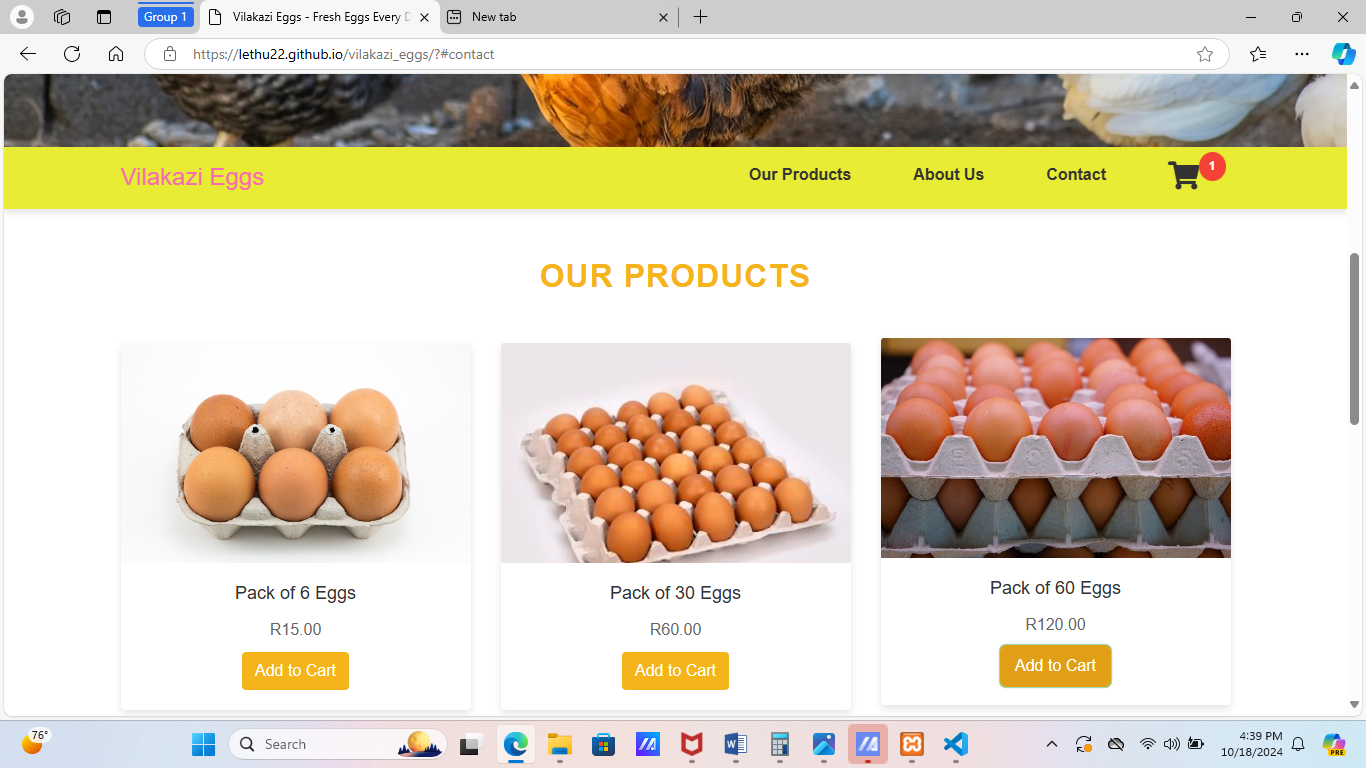 Group 1
Vilakazi Eggs - Fresh Eggs Every D
New tab
https://lethu22.github.io/vilakazi_eggs/?#contact
Vilakazi Eggs
Our Products
About Us
Contact
1
OUR PRODUCTS
Pack of 6 Eggs
R15.00
Add to Cart
Pack of 30 Eggs
R60.00
Add to Cart
Pack of 60 Eggs
R120.00
Add to Cart
76°
Search
4:39 PM
10/18/2024
PRE